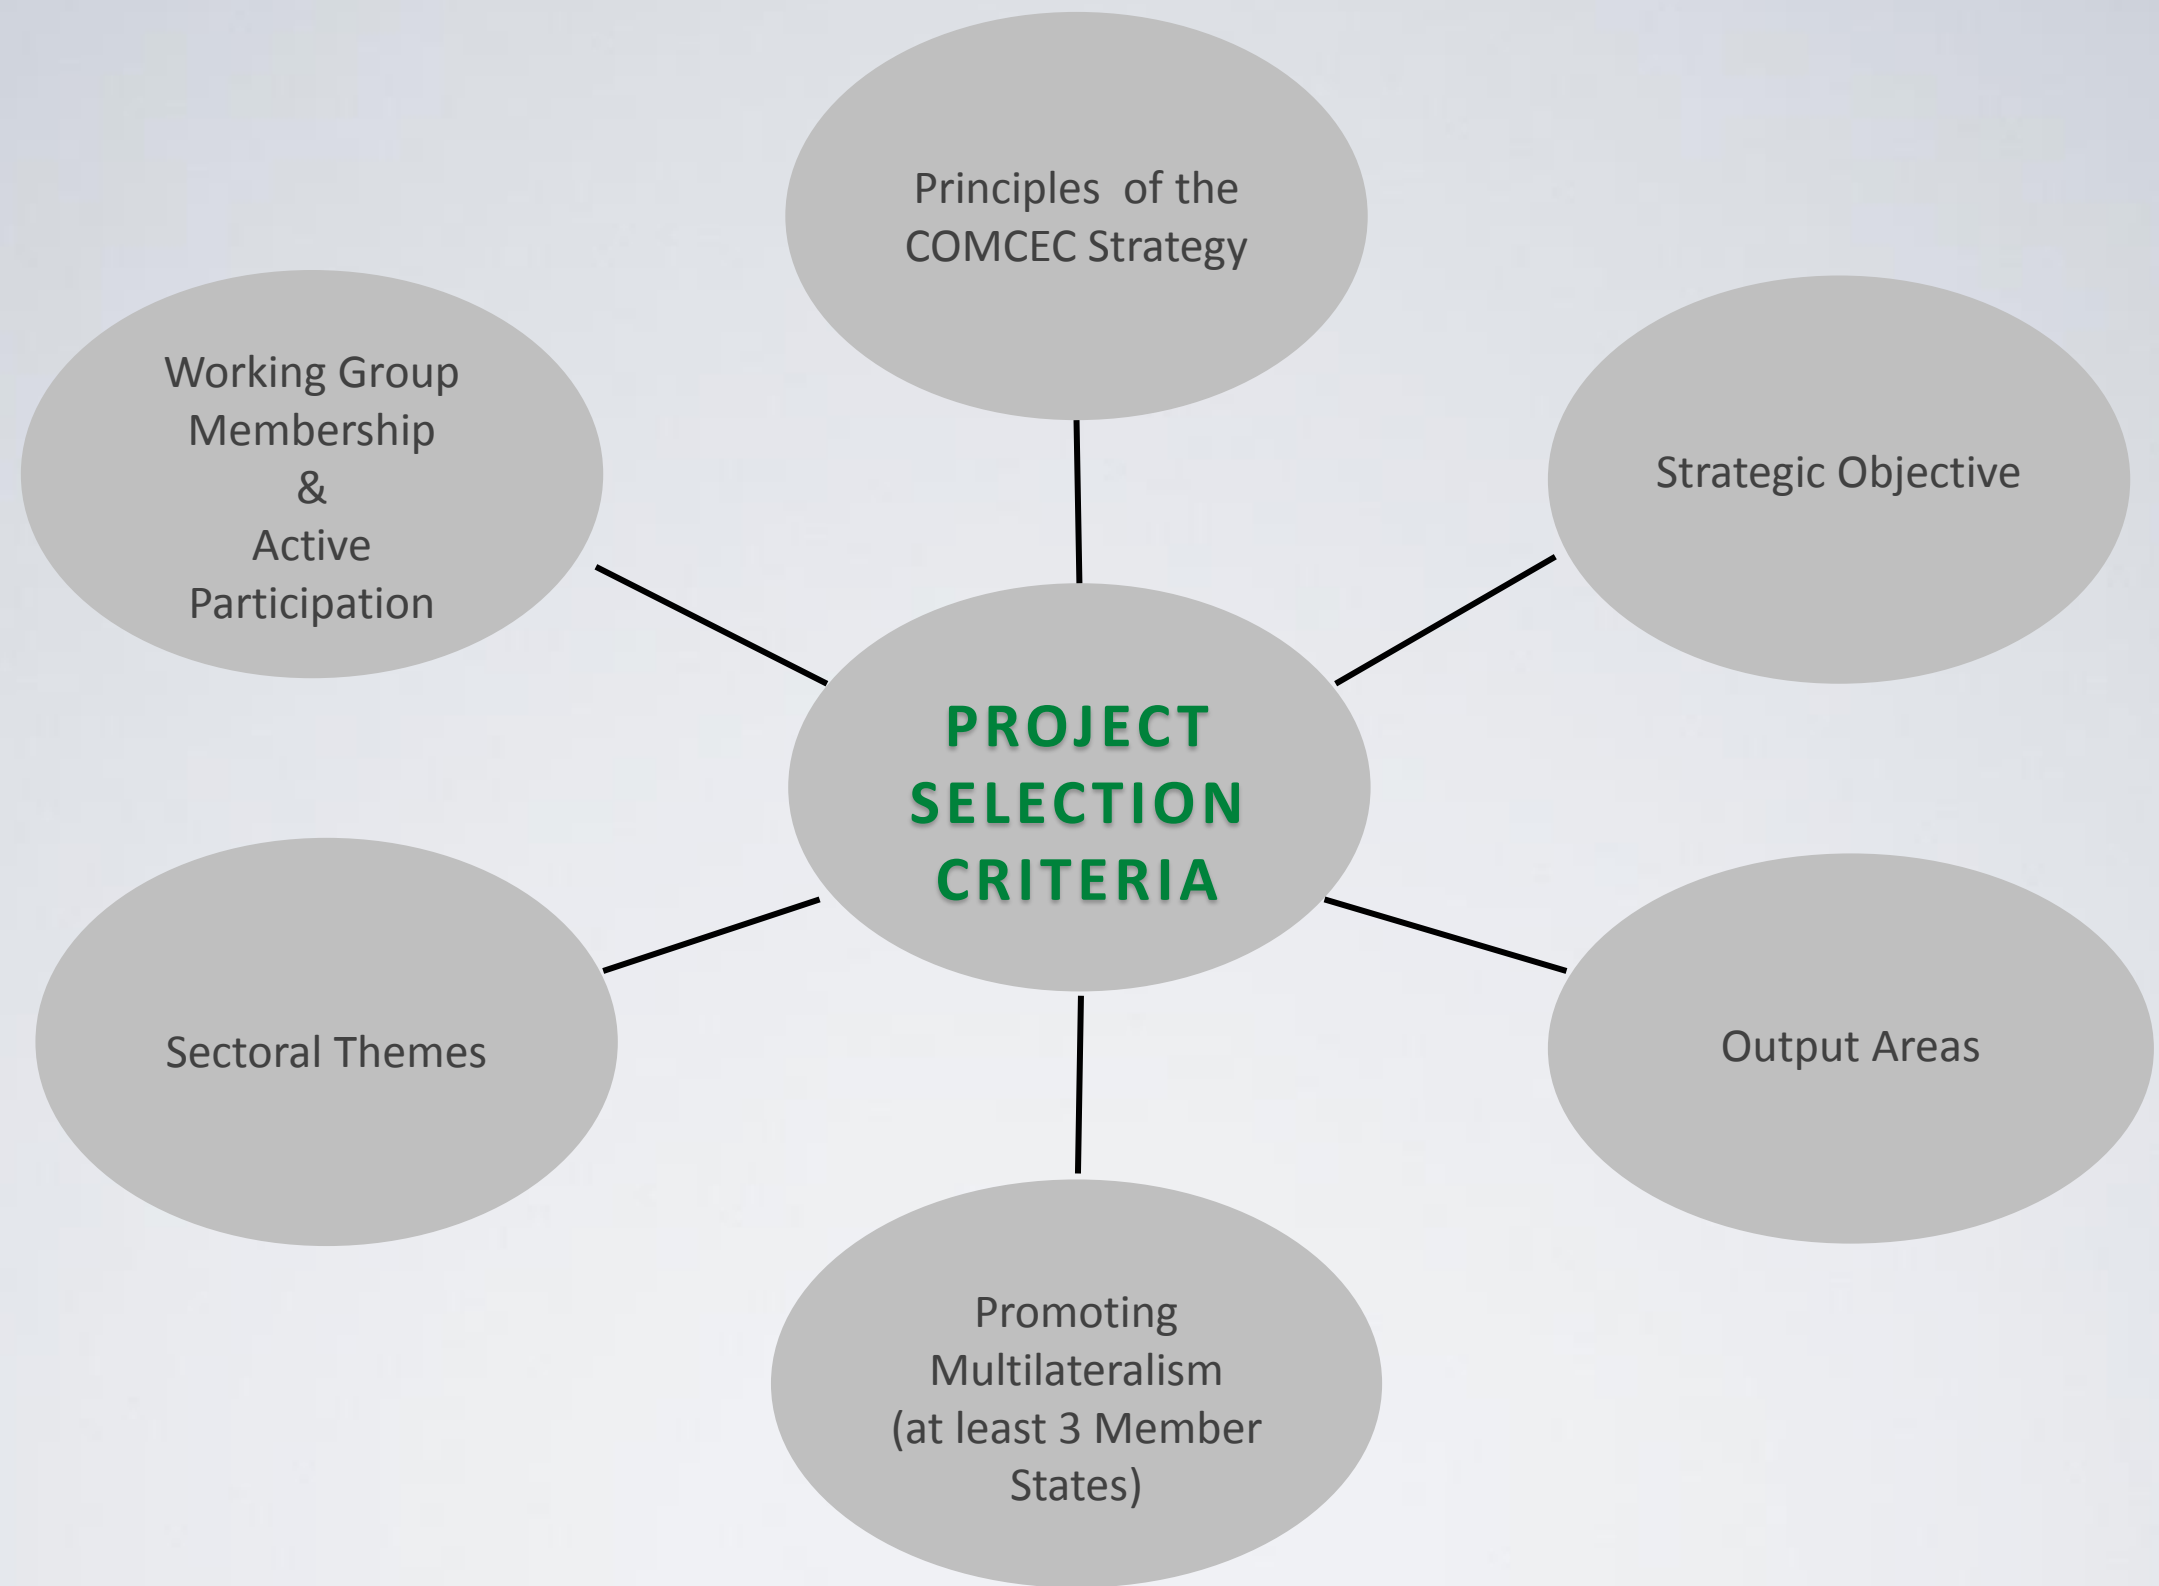 Principles of the
COMCEC Strategy
Working Group
Membership
&
Active
Participation
Strategic Objective
PROJECT
SELECTION
CRITERIA
Sectoral Themes
Output Areas
Promoting
Multilateralism
(at least 3 Member
States)